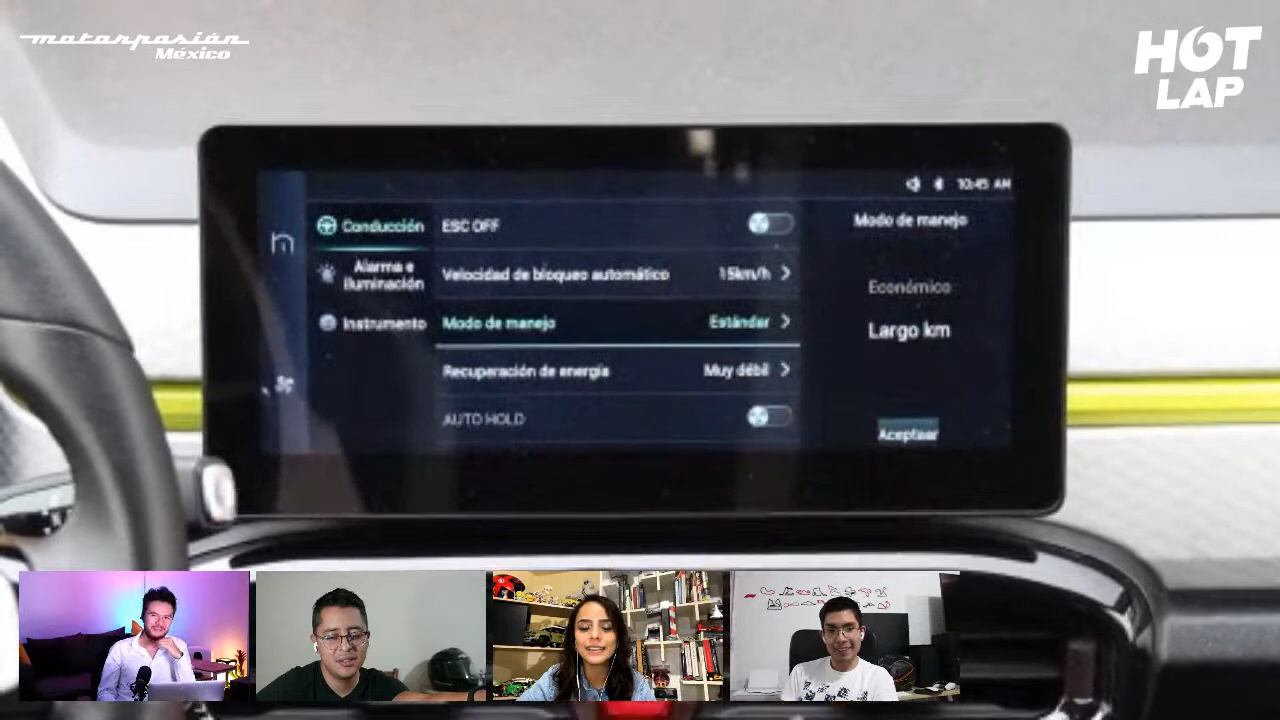 motorpasión
México
HOT
LAP
10:45 AM
Conducción
ESC OFF
Modo de manejo
Alarma e
iluminación
Velocidad de bloqueo automático
15km/h
Económico
Instrumento
Modo de manejo
Estándar
Largo km
Recuperación de energía
Muy débil
AUTO HOLD
Aceptar